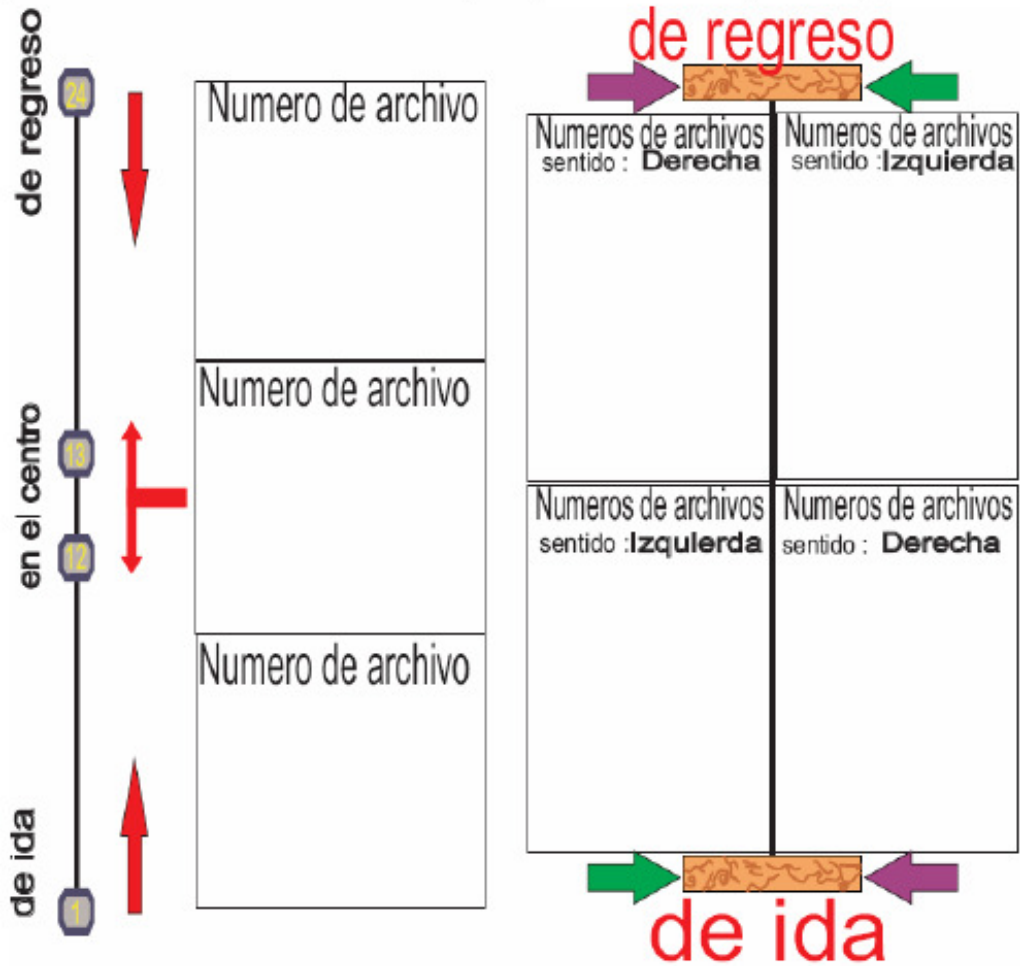 de regreso
24
en el centro
13
12
de ida
1
Numero de archivo
Numero de archivo
Numero de archivo
de regreso
Numeros de archivos
sentido : Derecha
Numeros de archivos
sentido :Izquierda
Numeros de archivos
sentido :Izquierda
Numeros de archivos
sentido : Derecha
de ida